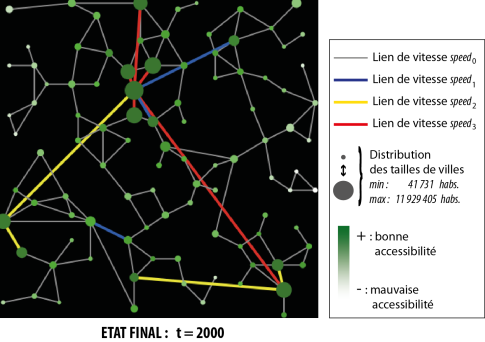 Lien de vitesse speed0
Lien de vitesse speed1
Lien de vitesse speed2
Lien de vitesse speed3
Distribution
des tailles de villes
min : 41 731 habs.
max : 11 929 405 habs.
+ : bonne
accessibilité
- : mauvaise
accessibilité
ETAT FINAL : t = 2000